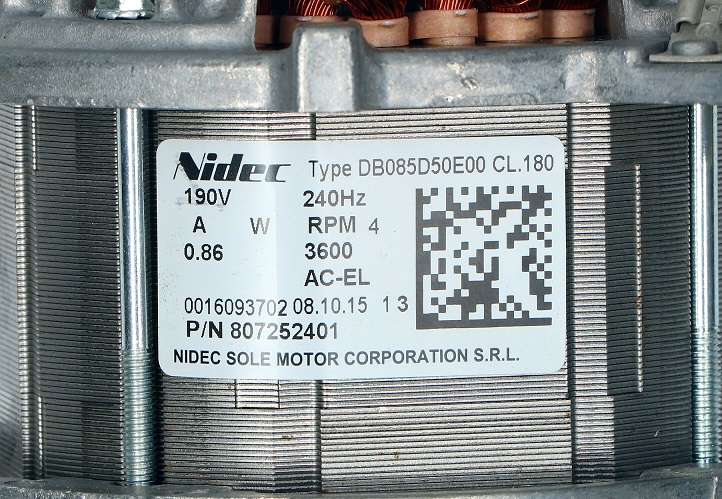 Nidec Type DB085D50E00 CL.180
190V 240Hz
A W RPM 4
0.86 3600
AC-EL
0016093702 08.10.15 1 3
P/N 807252401
NIDEC SOLE MOTOR CORPORATION S.R.L.